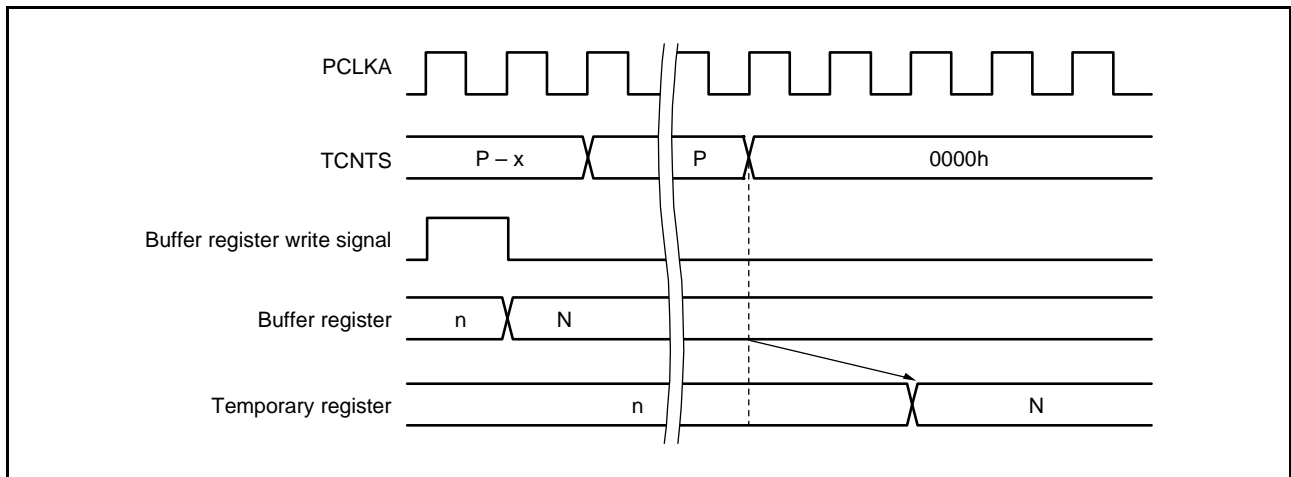 PCLKA
TCNTS P – x P 0000h
Buffer register write signal
Buffer register n N
Temporary register n N